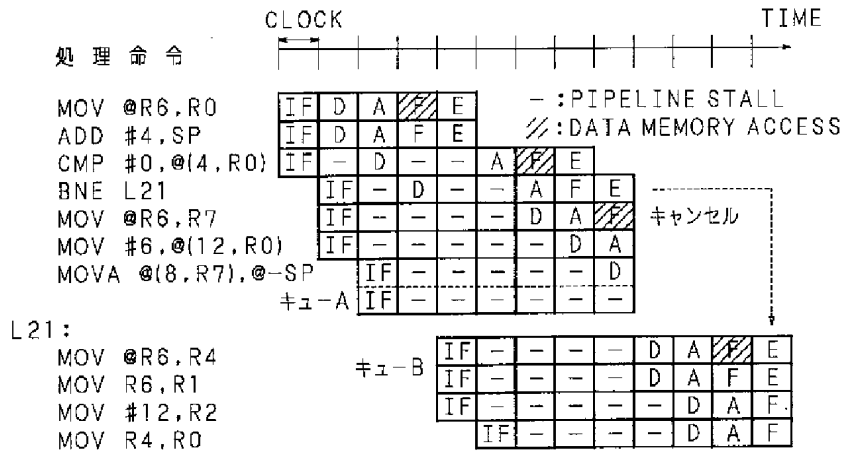 CLOCK TIME
処理命令
MOV @R6,R0 IF D A F E - :PIPELINE STALL
ADD #4,SP IF D A F E :DATA MEMORY ACCESS
CMP #0,@(4,R0) IF - D - - A F E
BNE L21 IF - D - - A F E
MOV @R6,R7 IF - - - - D A F キャンセル
MOV #6,@(12,R0) IF - - - - - D A
MOVA @(8,R7),@-SP IF - - - - - D
キュ-A IF - - - - - -
L21:
MOV @R6,R4 キュ-B IF - - - - D A F E
MOV R6,R1 IF - - - - D A F E
MOV #12,R2 IF - - - - - D A F
MOV R4,R0 IF - - - - D A F